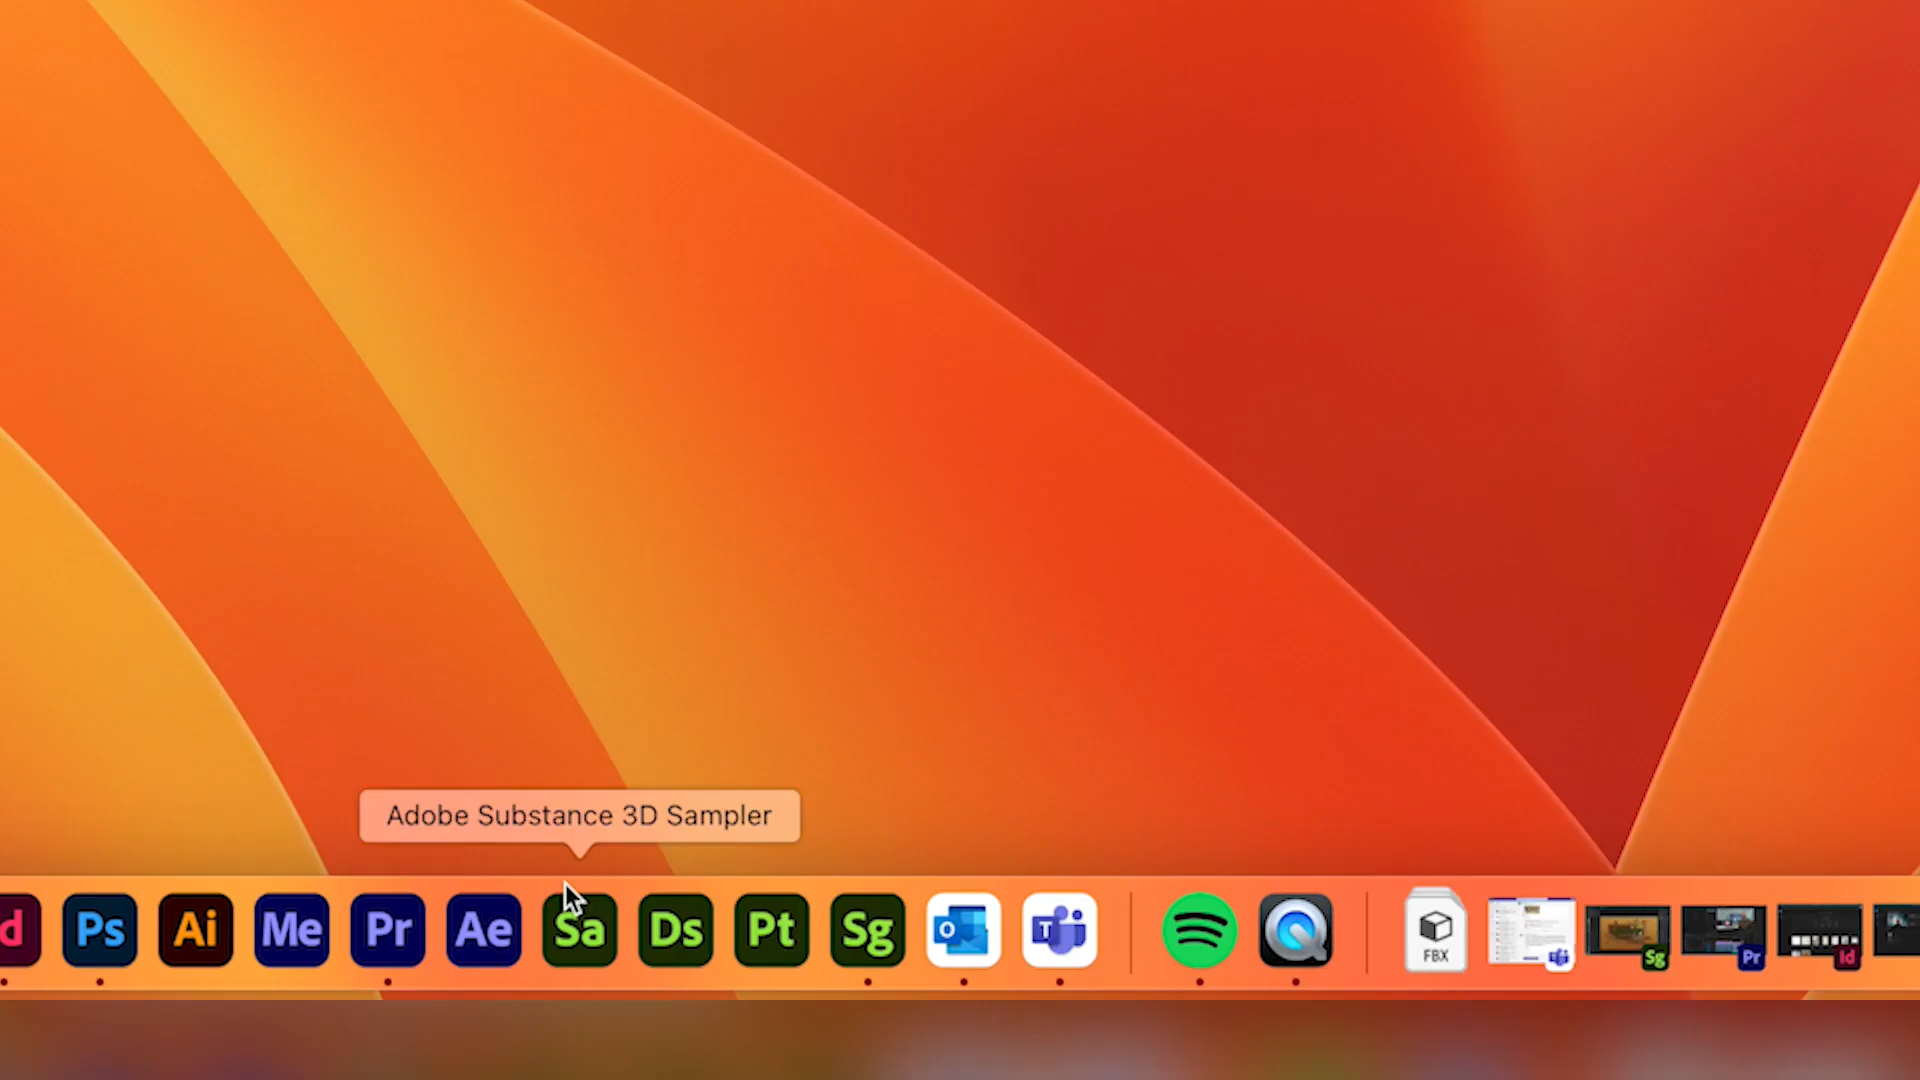 Adobe Substance 3D Sampler
d Ps Ai Me Pr Ae Sa Ds Pt Sg O T
FBX Sg Pr Id